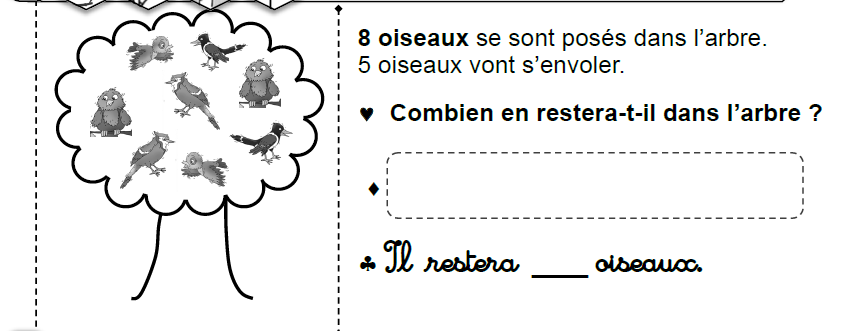 8 oiseaux se sont posés dans l’arbre.
5 oiseaux vont s’envoler.
♥ Combien en restera-t-il dans l’arbre ?
♦
♣ Il restera ____ oiseaux.